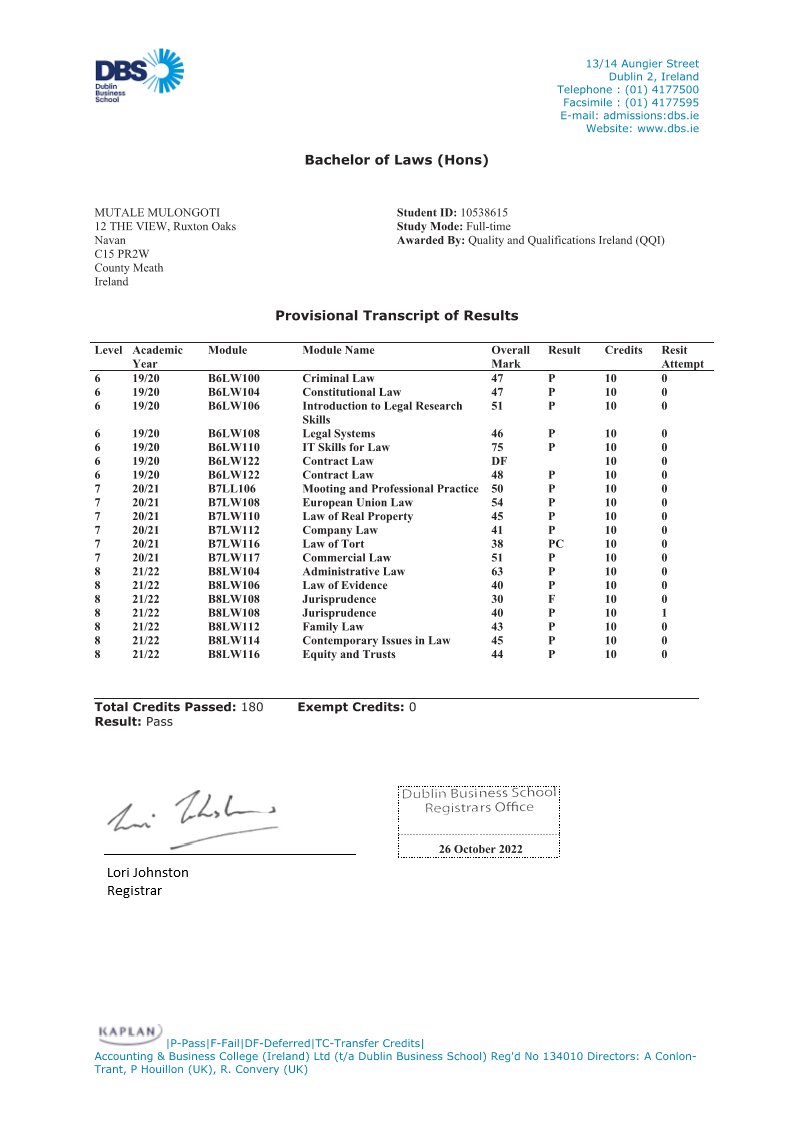 DBS
Dublin
Business
School
13/14 Aungier Street
Dublin 2, Ireland
Telephone : (01) 4177500
Facsimile : (01) 4177595
E-mail: admissions:dbs.ie
Website: www.dbs.ie
Bachelor of Laws (Hons)
MUTALE MULONGOTI
12 THE VIEW, Ruxton Oaks
Navan
C15 PR2W
County Meath
Ireland
Student ID: 10538615
Study Mode: Full-time
Awarded By: Quality and Qualifications Ireland (QQI)
Provisional Transcript of Results
Level Academic Year Module Module Name Overall Mark Result Credits Resit Attempt
6 19/20 B6LW100 Criminal Law 47 P 10 0
6 19/20 B6LW104 Constitutional Law 47 P 10 0
6 19/20 B6LW106 Introduction to Legal Research Skills 51 P 10 0
6 19/20 B6LW108 Legal Systems 46 P 10 0
6 19/20 B6LW110 IT Skills for Law 75 P 10 0
6 19/20 B6LW122 Contract Law DF 10 0
6 19/20 B6LW122 Contract Law 48 P 10 0
7 20/21 B7LL106 Mooting and Professional Practice 50 P 10 0
7 20/21 B7LW108 European Union Law 54 P 10 0
7 20/21 B7LW110 Law of Real Property 45 P 10 0
7 20/21 B7LW112 Company Law 41 P 10 0
7 20/21 B7LW116 Law of Tort 38 PC 10 0
7 20/21 B7LW117 Commercial Law 51 P 10 0
8 21/22 B8LW104 Administrative Law 63 P 10 0
8 21/22 B8LW106 Law of Evidence 40 P 10 0
8 21/22 B8LW108 Jurisprudence 30 F 10 0
8 21/22 B8LW108 Jurisprudence 40 P 10 1
8 21/22 B8LW112 Family Law 43 P 10 0
8 21/22 B8LW114 Contemporary Issues in Law 45 P 10 0
8 21/22 B8LW116 Equity and Trusts 44 P 10 0
Total Credits Passed: 180 Exempt Credits: 0
Result: Pass
Dublin Business School
Registrars Office
26 October 2022
Lori Johnston
Registrar
KAPLAN
|P-Pass|F-Fail|DF-Deferred|TC-Transfer Credits|
Accounting & Business College (Ireland) Ltd (t/a Dublin Business School) Reg'd No 134010 Directors: A Conlon-
Trant, P Houillon (UK), R. Convery (UK)